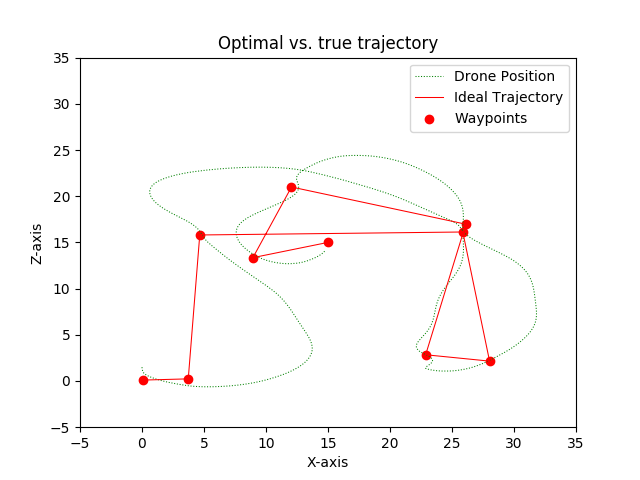 Optimal vs. true trajectory
Drone Position
Ideal Trajectory
Waypoints
35
30
25
20
15
10
5
0
−5
Z-axis
−5 0 5 10 15 20 25 30 35
X-axis